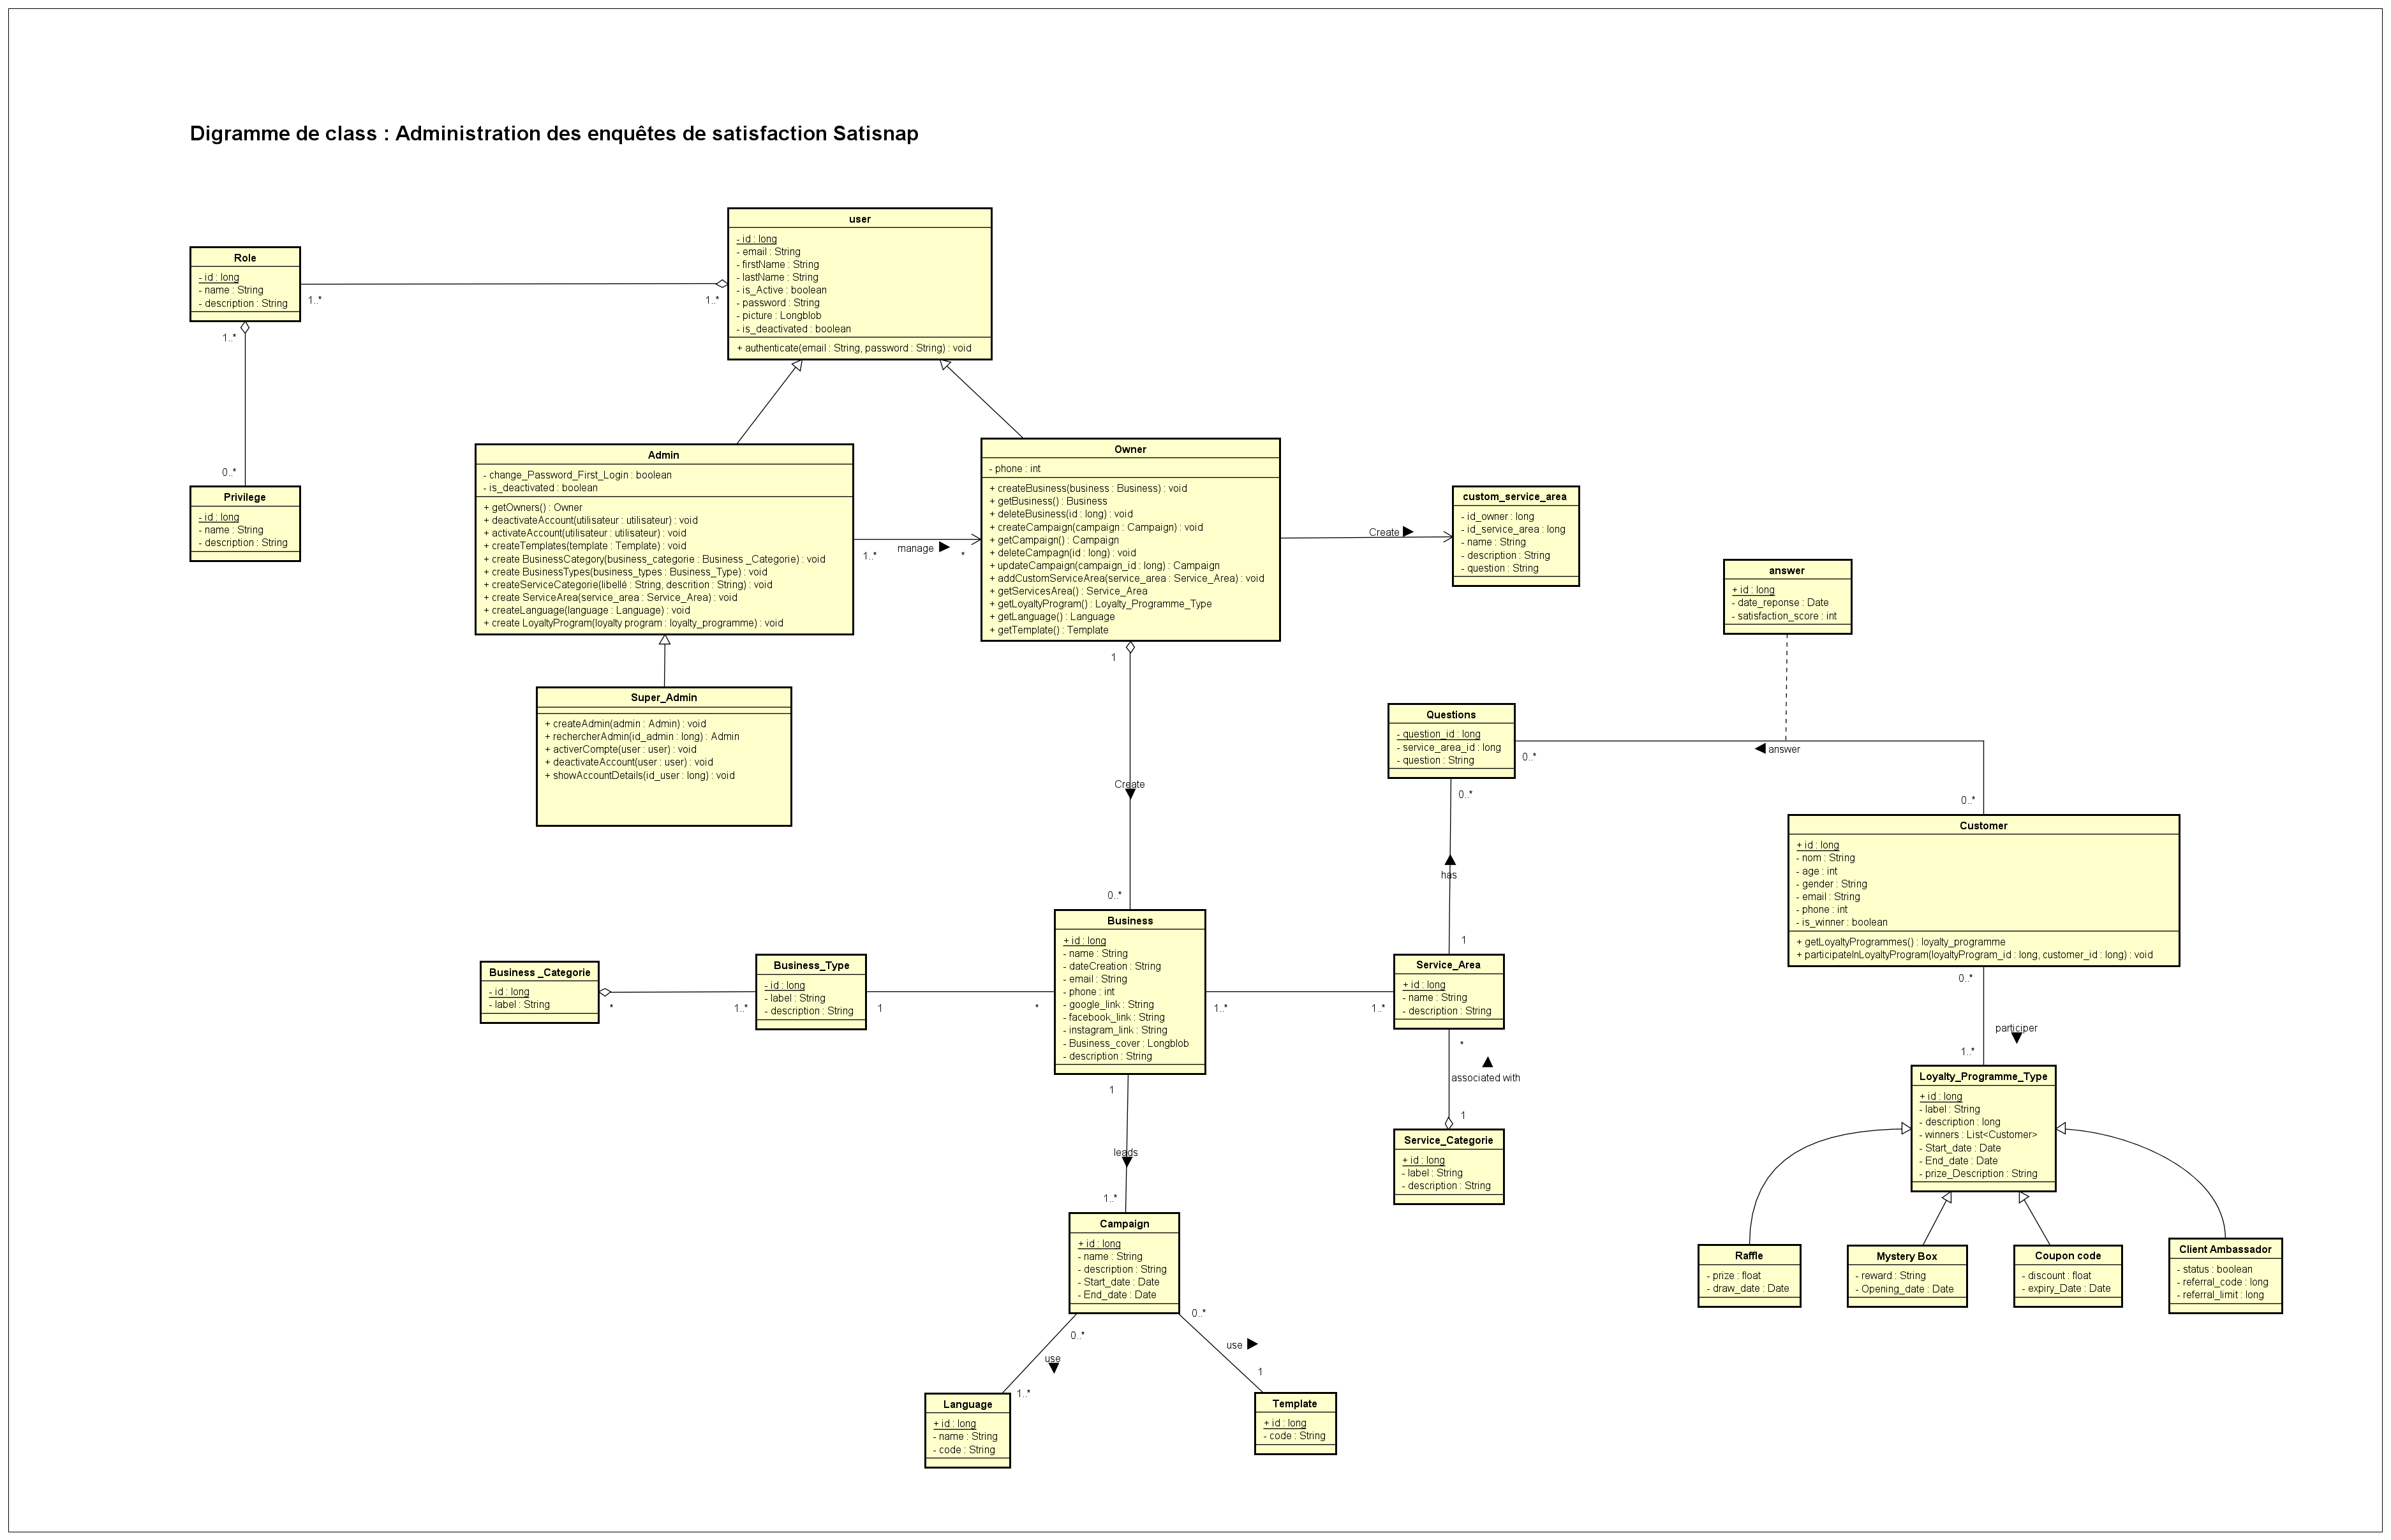 Digramme de class : Administration des enquêtes de satisfaction Satisnap
user
- id : long
- email : String
- firstName : String
- lastName : String
- is_Active : boolean
- password : String
- picture : Longblob
- is_deactivated : boolean
+ authenticate(email : String, password : String) : void
Role
- id : long
- name : String
- description : String
1..*
1..*
1..*
0..*
Privilege
- id : long
- name : String
- description : String
Admin
- change_Password_First_Login : boolean
- is_deactivated : boolean
+ getOwners() : Owner
+ deactivateAccount(utilisateur : utilisateur) : void
+ activateAccount(utilisateur : utilisateur) : void
+ createTemplates(template : Template) : void
+ create BusinessCategory(business_categorie : Business _Categorie) : void
+ create BusinessTypes(business_types : Business_Type) : void
+ createServiceCategorie(libellé : String, descrition : String) : void
+ create ServiceArea(service_area : Service_Area) : void
+ createLanguage(language : Language) : void
+ create LoyaltyProgram(loyalty program : loyalty_programme) : void
1..*
manage
*
Owner
- phone : int
+ createBusiness(business : Business) : void
+ getBusiness() : Business
+ deleteBusiness(id : long) : void
+ createCampaign(campaign : Campaign) : void
+ getCampaign() : Campaign
+ deleteCampagn(id : long) : void
+ updateCampaign(campaign_id : long) : Campaign
+ addCustomServiceArea(service_area : Service_Area) : void
+ getServicesArea() : Service_Area
+ getLoyaltyProgram() : Loyalty_Programme_Type
+ getLanguage() : Language
+ getTemplate() : Template
Create
custom_service_area
- id_owner : long
- id_service_area : long
- name : String
- description : String
- question : String
answer
+ id : long
- date_reponse : Date
- satisfaction_score : int
Super_Admin
+ createAdmin(admin : Admin) : void
+ rechercherAdmin(id_admin : long) : Admin
+ activerCompte(user : user) : void
+ deactivateAccount(user : user) : void
+ showAccountDetails(id_user : long) : void
1
Create
0..*
Questions
- question_id : long
- service_area_id : long
- question : String
0..*
answer
0..*
0..*
has
1
Customer
+ id : long
- nom : String
- age : int
- gender : String
- email : String
- phone : int
- is_winner : boolean
+ getLoyaltyProgrammes() : loyalty_programme
+ participateInLoyaltyProgram(loyaltyProgram_id : long, customer_id : long) : void
Business _Categorie
- id : long
- label : String
*
1..*
Business_Type
- id : long
- label : String
- description : String
1
*
Business
+ id : long
- name : String
- dateCreation : String
- email : String
- phone : int
- google_link : String
- facebook_link : String
- instagram_link : String
- Business_cover : Longblob
- description : String
1..*
1..*
Service_Area
+ id : long
- name : String
- description : String
*
associated with
1
Service_Categorie
+ id : long
- label : String
- description : String
0..*
participer
1..*
Loyalty_Programme_Type
+ id : long
- label : String
- description : long
- winners : List<Customer>
- Start_date : Date
- End_date : Date
- prize_Description : String
Raffle
- prize : float
- draw_date : Date
Mystery Box
- reward : String
- Opening_date : Date
Coupon code
- discount : float
- expiry_Date : Date
Client Ambassador
- status : boolean
- referral_code : long
- referral_limit : long
1
leads
1..*
Campaign
+ id : long
- name : String
- description : String
- Start_date : Date
- End_date : Date
0..*
use
1..*
0..*
use
1
Language
+ id : long
- name : String
- code : String
Template
+ id : long
- code : String